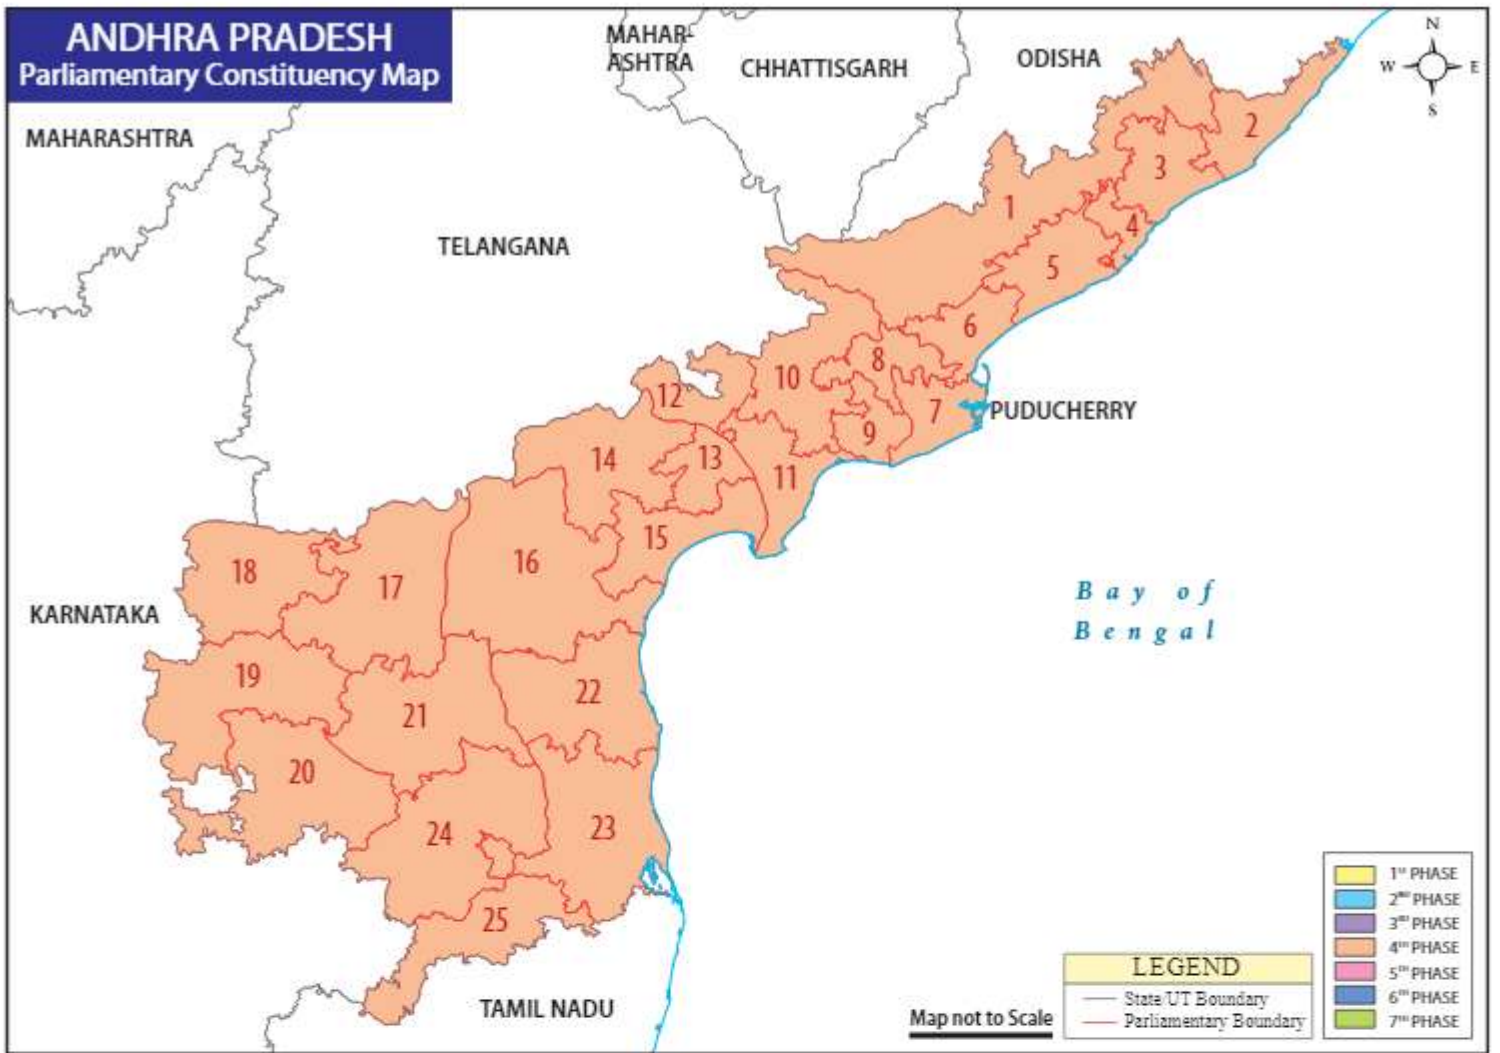 ANDHRA PRADESH
Parliamentary Constituency Map
MAHAR-
ASHTRA
CHHATTISGARH
ODISHA
N
W E
S
MAHARASHTRA
TELANGANA
KARNATAKA
PUDUCHERRY
TAMIL NADU
Bay of
Bengal
1
2
3
4
5
6
7
8
9
10
11
12
13
14
15
16
17
18
19
20
21
22
23
24
25
Map not to Scale
LEGEND
State/UT Boundary
Parliamentary Boundary
1ST PHASE
2ND PHASE
3RD PHASE
4TH PHASE
5TH PHASE
6TH PHASE
7TH PHASE